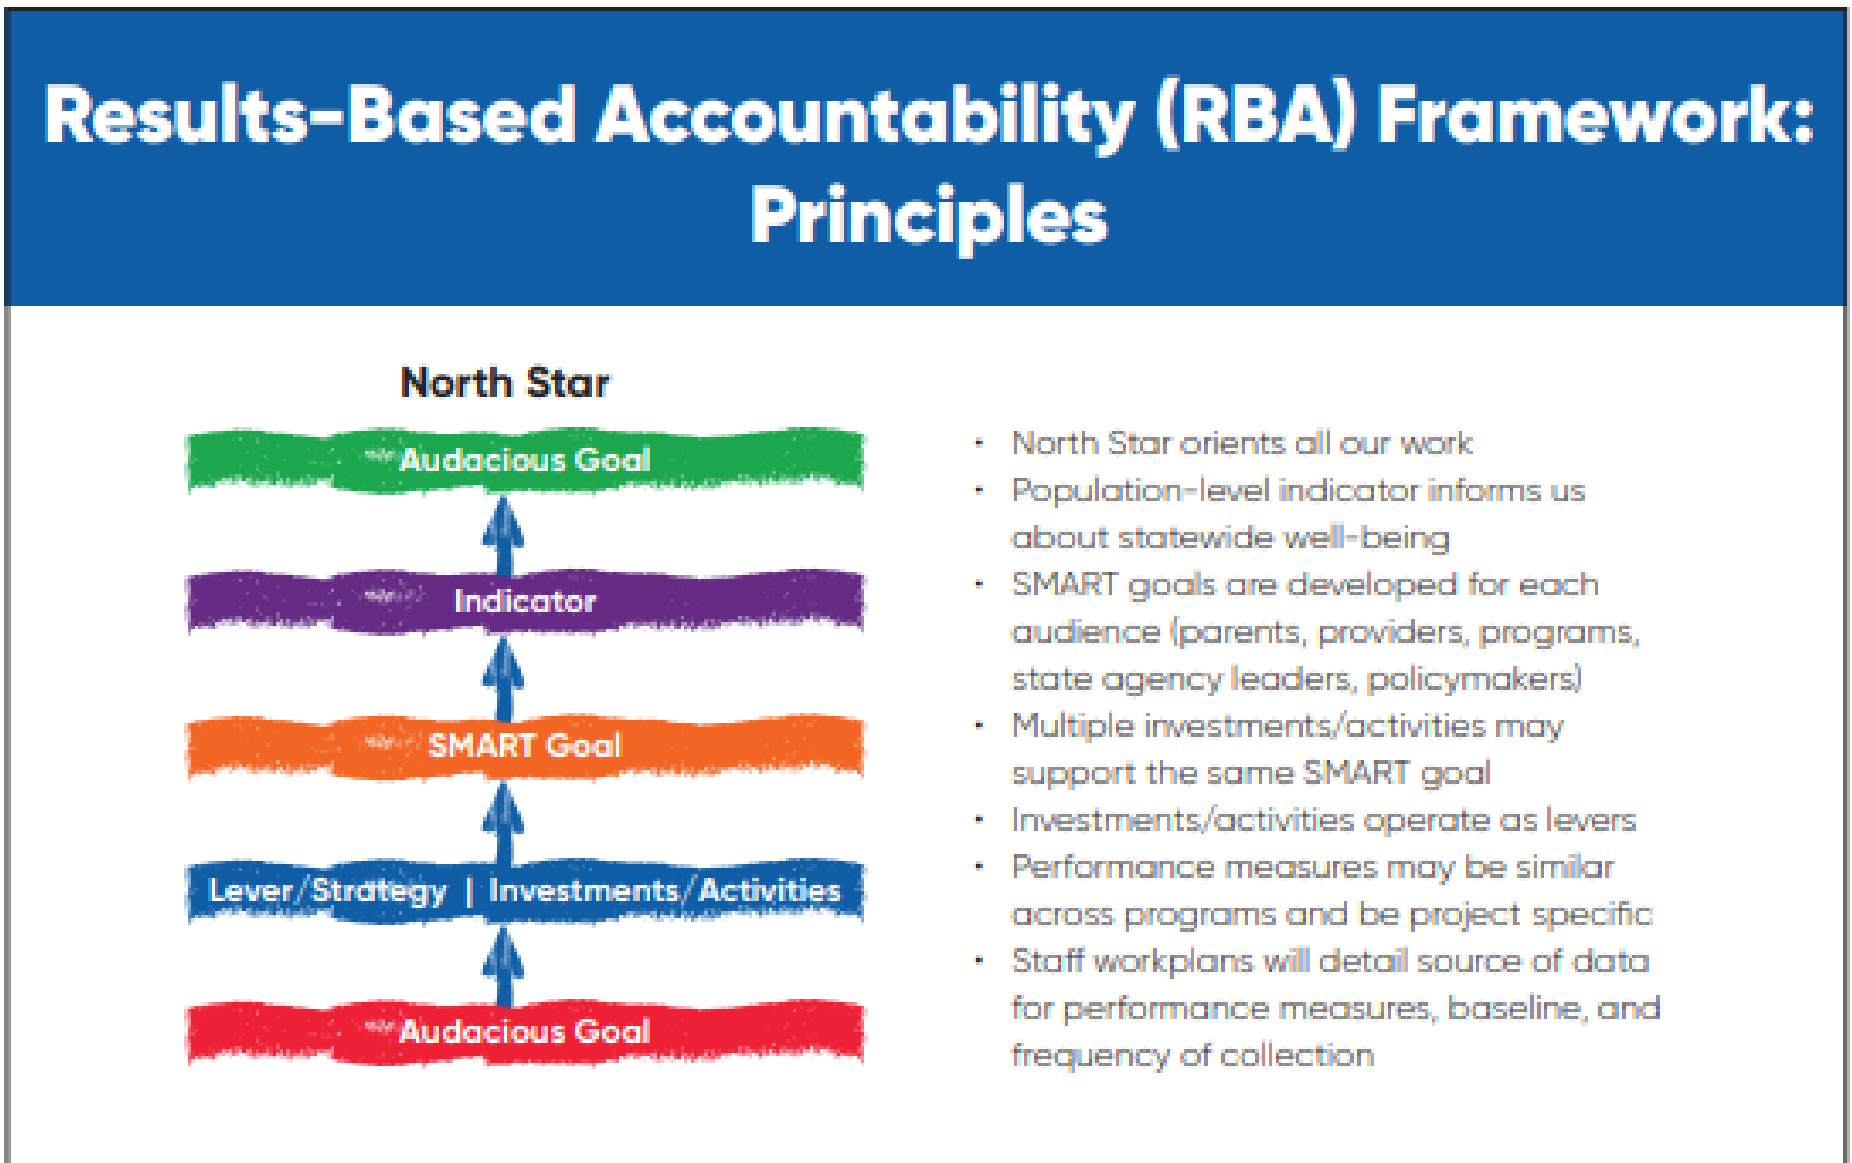 Results-Based Accountability (RBA) Framework:
Principles
North Star
Audacious Goal
Indicator
SMART Goal
Lever/Strategy | Investments/Activities
Audacious Goal
• North Star orients all our work
• Population-level indicator informs us
about statewide well-being
• SMART goals are developed for each
audience (parents, providers, programs,
state agency leaders, policymakers)
• Multiple investments/activities may
support the same SMART goal
• Investments/activities operate as levers
• Performance measures may be similar
across programs and be project specific
• Staff workplans will detail source of data
for performance measures, baseline, and
frequency of collection